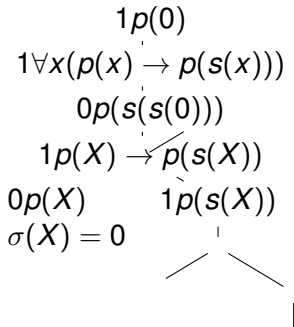 1p(0)
1∀x(p(x) → p(s(x)))
0p(s(s(0)))
1p(X) → p(s(X))
0p(X) 1p(s(X))
σ(X) = 0